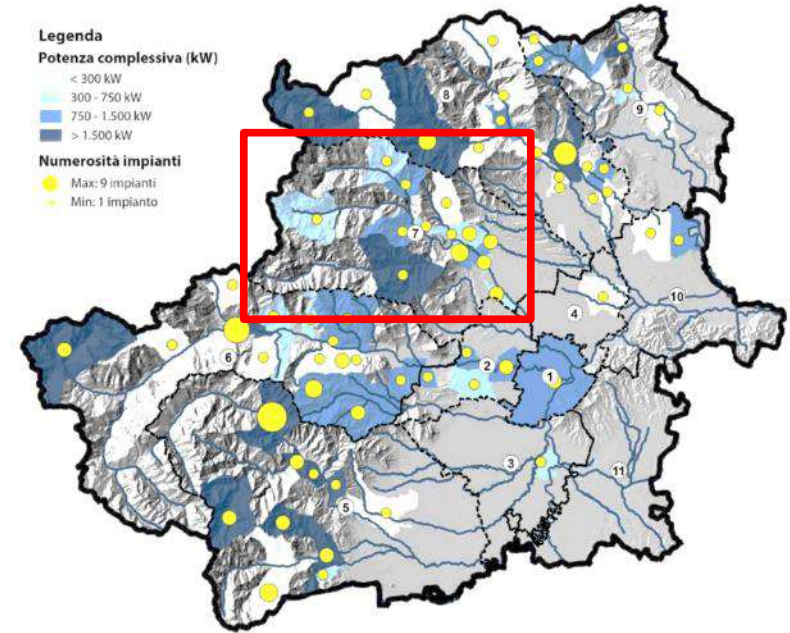 Legenda
Potenza complessiva (kW)
< 300 kW
300 - 750 kW
750 - 1.500 kW
> 1.500 kW
Numerosità impianti
Max: 9 impianti
Min: 1 impianto
8
9
7
10
4
6
2
1
3
11
5